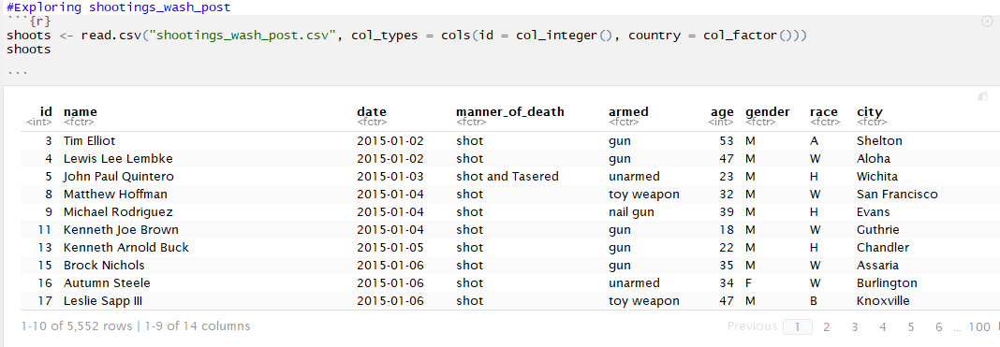 #Exploring shootings_wash_post
```{r}
shoots <- read.csv("shootings_wash_post.csv", col_types = cols(id = col_integer(), country = col_factor()))
shoots
```
id name date manner_of_death armed age gender race city
<int> <fctr> <fctr> <fctr> <fctr> <int> <fctr> <fctr> <fctr>
3 Tim Elliot 2015-01-02 shot gun 53 M A Shelton
4 Lewis Lee Lembke 2015-01-02 shot gun 47 M W Aloha
5 John Paul Quintero 2015-01-03 shot and Tasered unarmed 23 M H Wichita
8 Matthew Hoffman 2015-01-04 shot toy weapon 32 M W San Francisco
9 Michael Rodriguez 2015-01-04 shot nail gun 39 M H Evans
11 Kenneth Joe Brown 2015-01-04 shot gun 18 M W Guthrie
13 Kenneth Arnold Buck 2015-01-05 shot gun 22 M H Chandler
15 Brock Nichols 2015-01-06 shot gun 35 M W Assaria
16 Autumn Steele 2015-01-06 shot unarmed 34 F W Burlington
17 Leslie Sapp III 2015-01-06 shot toy weapon 47 M B Knoxville
1-10 of 5,552 rows | 1-9 of 14 columns Previous 1 2 3 4 5 6 ... 100